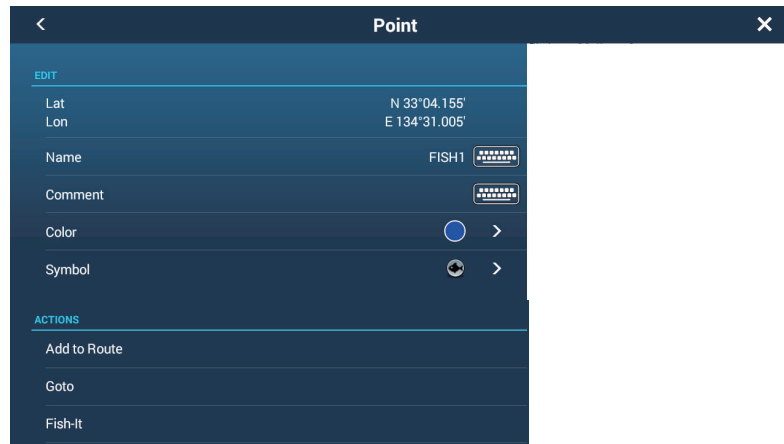 Point
EDIT
Lat N 33°04.155'
Lon E 134°31.005'
Name FISH1
Comment
Color
Symbol
ACTIONS
Add to Route
Goto
Fish-It